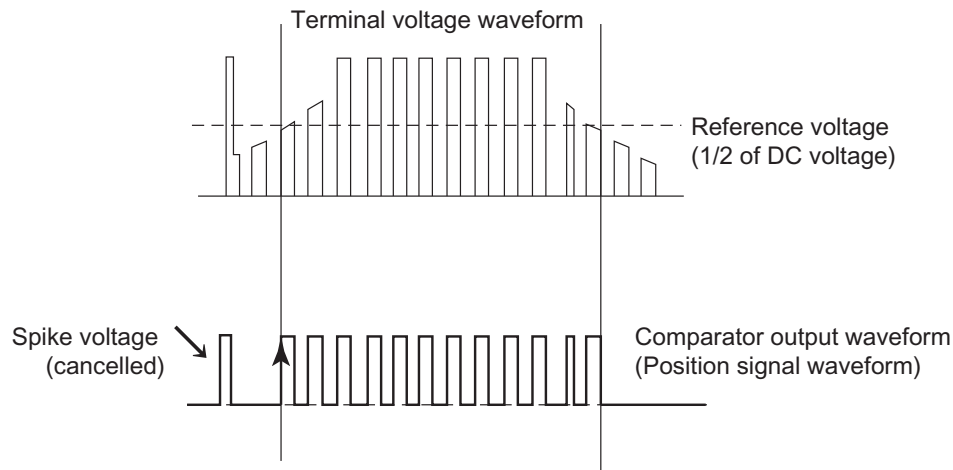 Terminal voltage waveform
Reference voltage
(1/2 of DC voltage)
Spike voltage
(cancelled)
Comparator output waveform
(Position signal waveform)